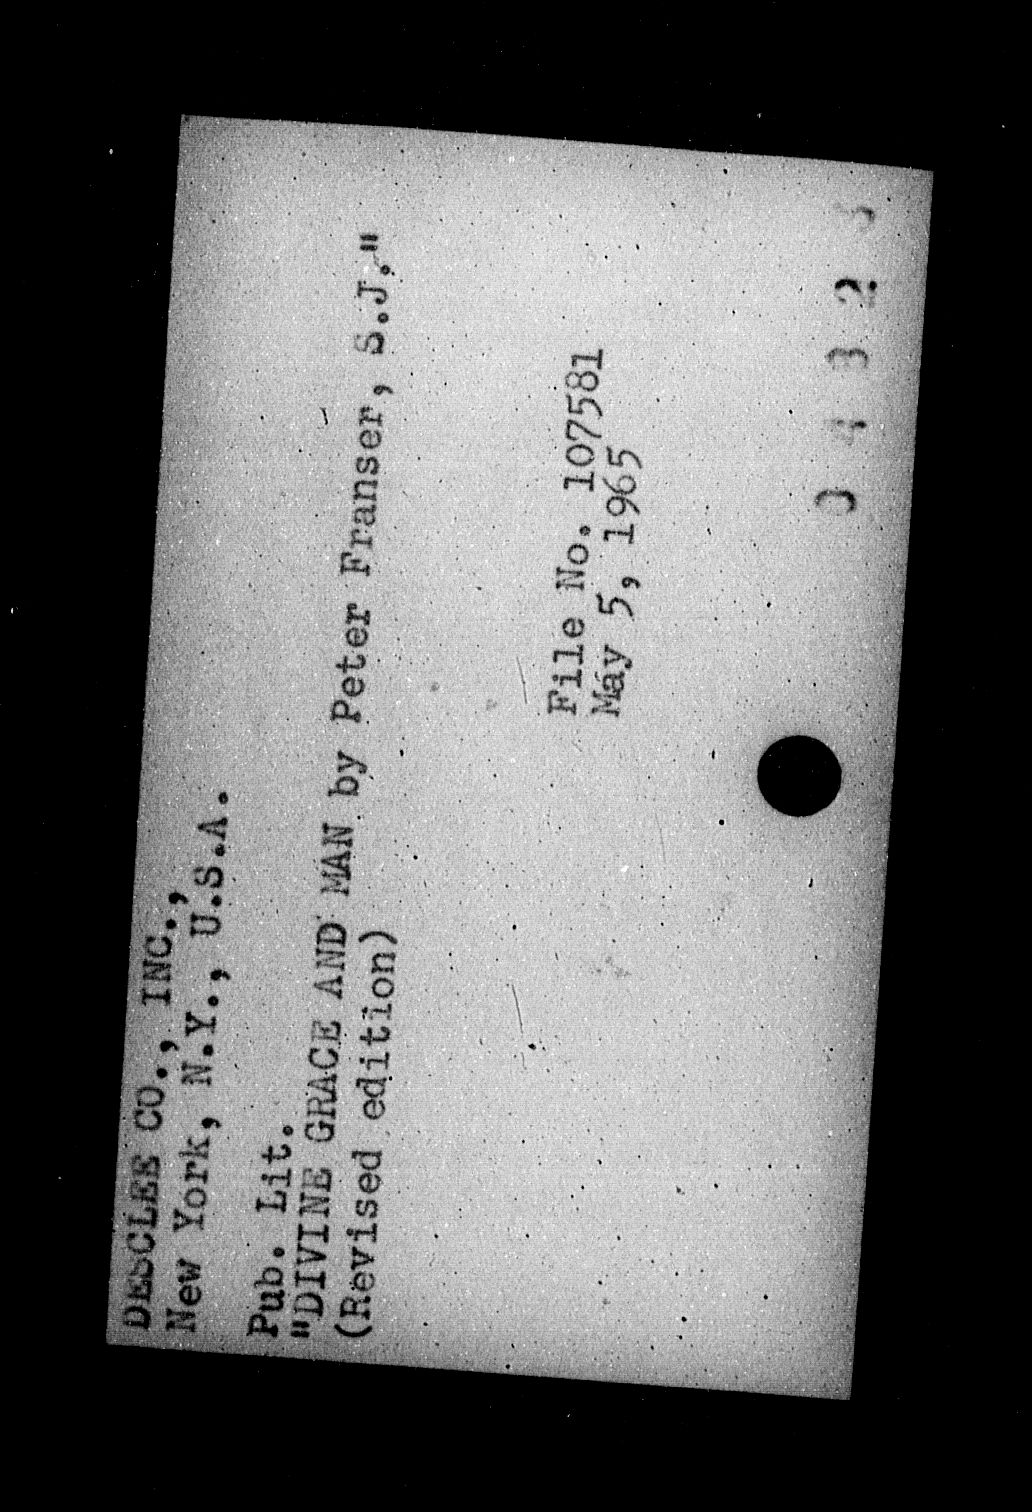 DESCLEE CO., INC.,
New York, N.Y., U.S.A.
Pub. Lit.
"DIVINE GRACE AND MAN by Peter Franser, S.J."
(Revised edition)
File No. 107581
May 5, 1965